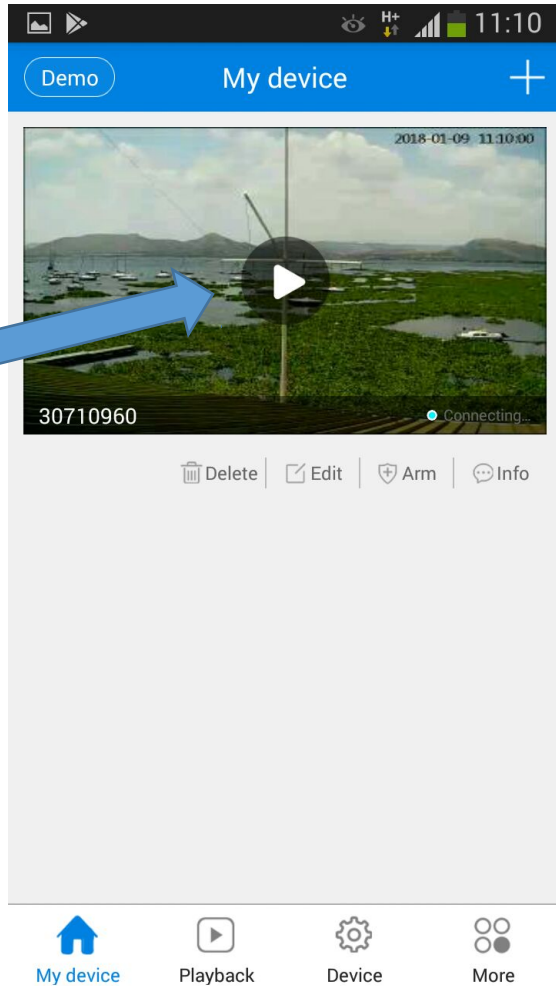 H+ 11:10
Demo My device
2018-01-09 11:10:00
30710960 Connecting...
Delete Edit Arm Info
My device Playback Device More